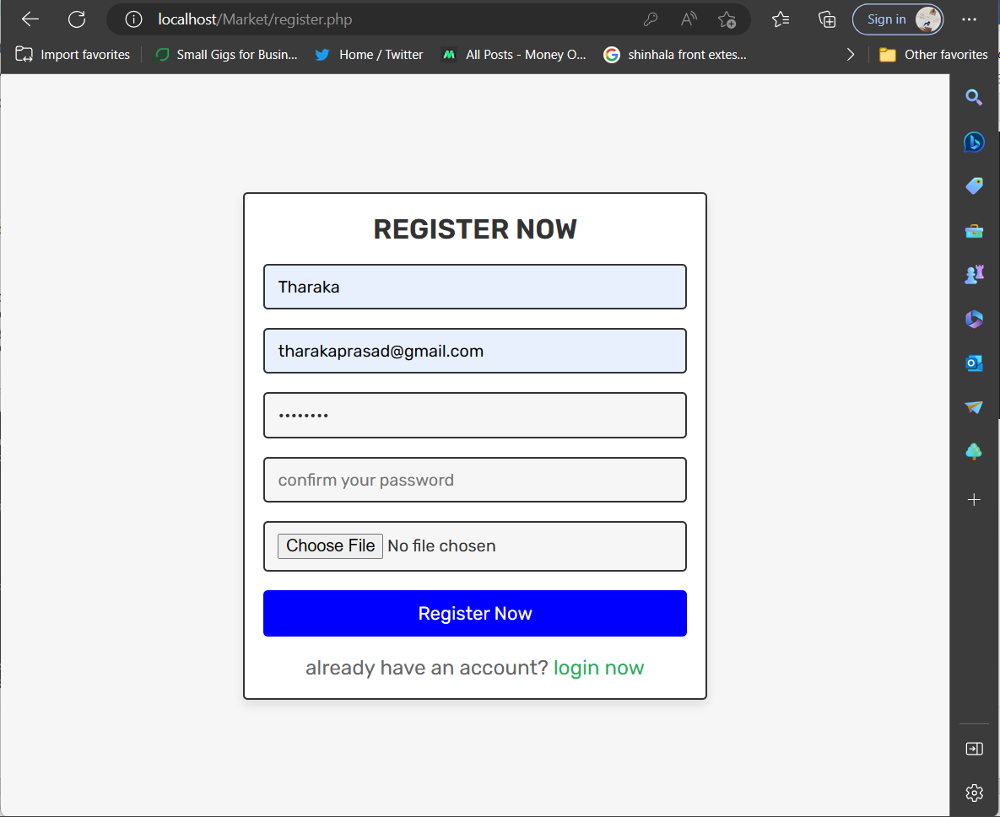 localhost/Market/register.php
Sign in
Import favorites
Small Gigs for Busin...
Home / Twitter
All Posts - Money O...
shinhala front extes...
Other favorites
REGISTER NOW
Tharaka
tharakaprasad@gmail.com
••••••••
confirm your password
Choose File No file chosen
Register Now
already have an account? login now